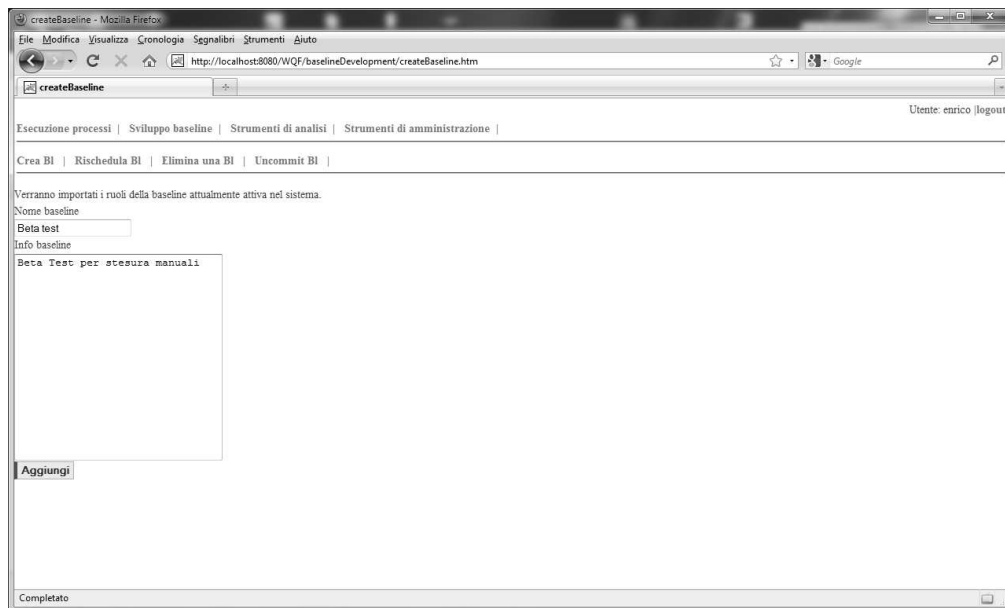 createBaseline - Mozilla Firefox
File Modifica Visualizza Cronologia Segnalibri Strumenti Aiuto
http://localhost:8080/WQF/baselineDevelopment/createBaseline.htm Google
createBaseline
Utente: enrico |logout
Esecuzione processi | Sviluppo baseline | Strumenti di analisi | Strumenti di amministrazione |
Crea Bl | Rischedula Bl | Elimina una Bl | Uncommit Bl |
Verranno importati i ruoli della baseline attualmente attiva nel sistema.
Nome baseline
Beta test
Info baseline
Beta Test per stesura manuali
Aggiungi
Completato